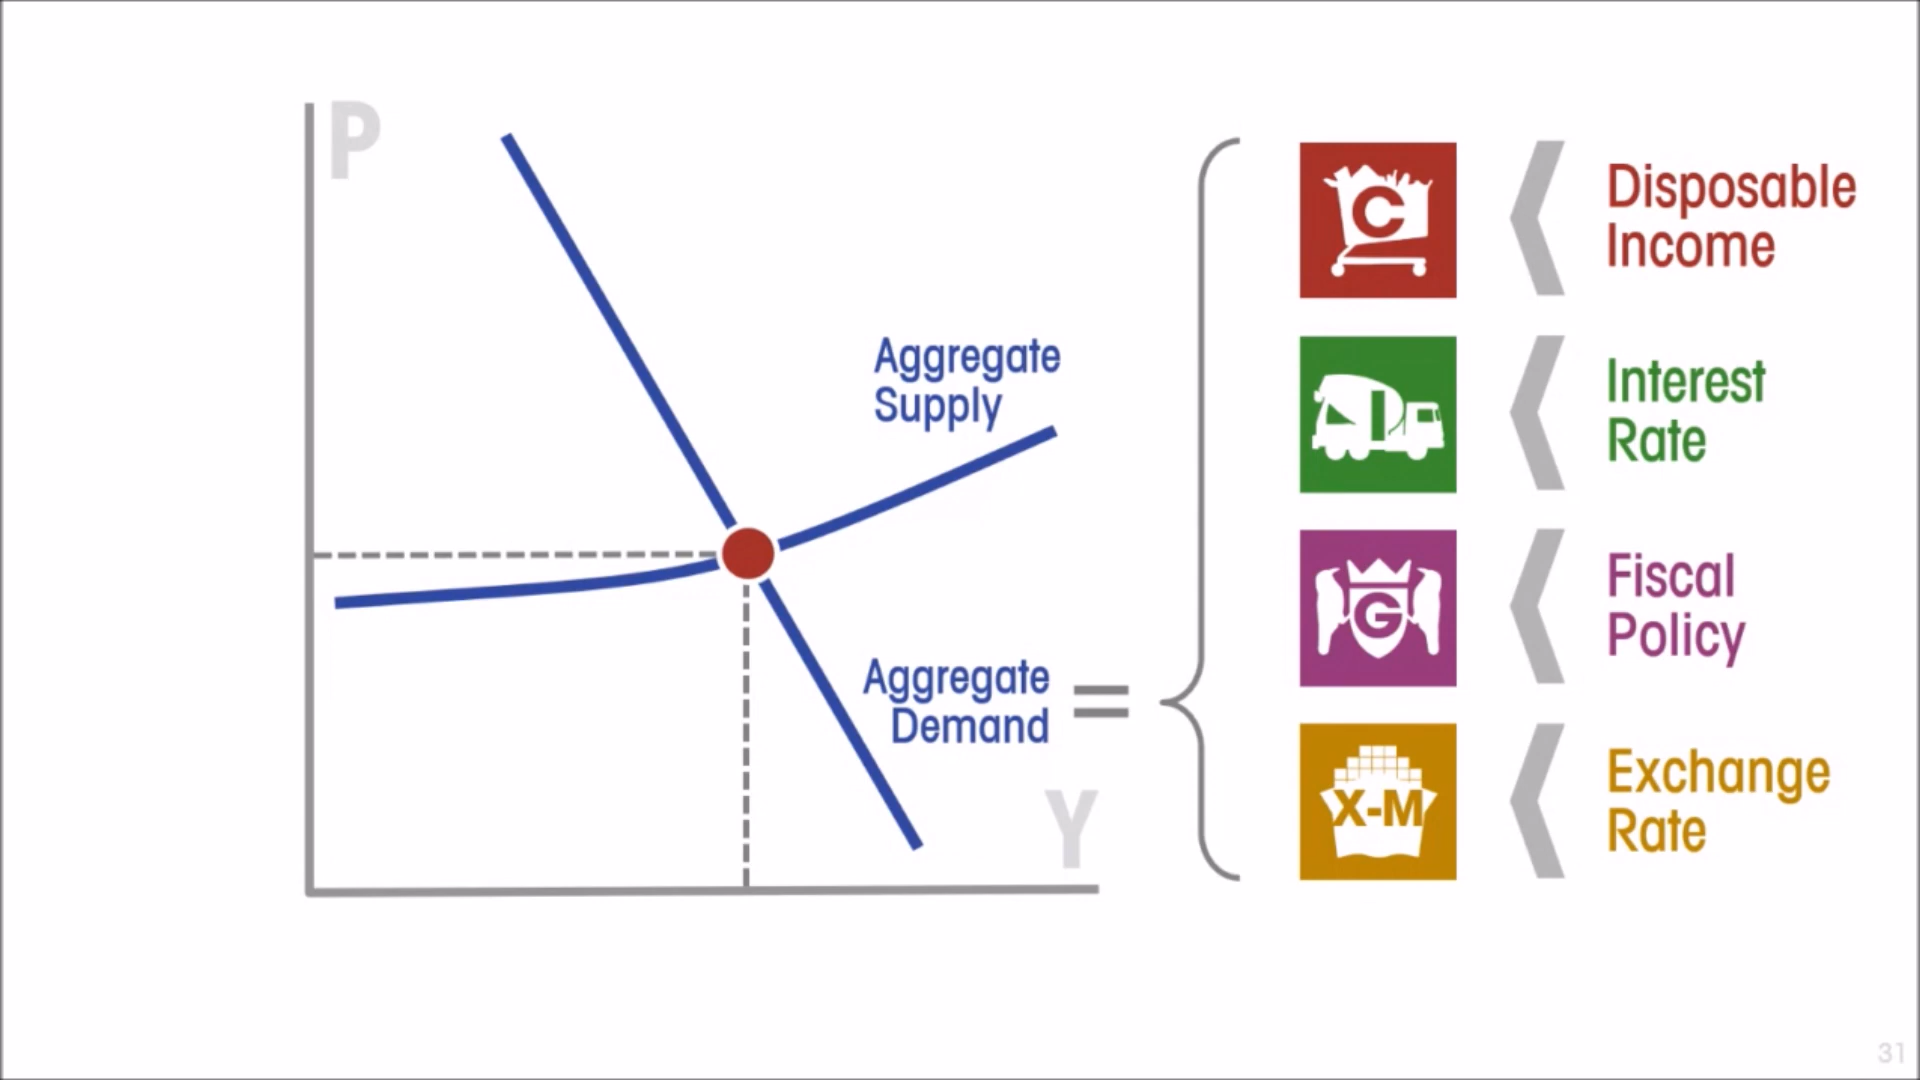 P
Aggregate
Supply
Aggregate
Demand
=
Y
C
Disposable
Income
I
Interest
Rate
G
Fiscal
Policy
X-M
Exchange
Rate
31